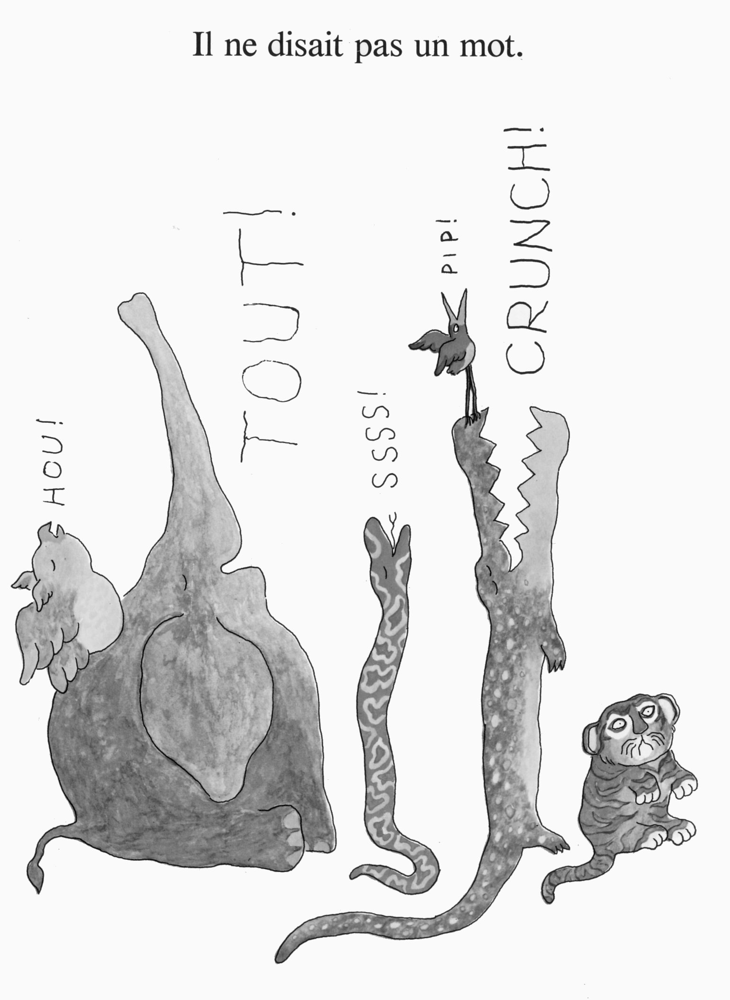 Il ne disait pas un mot.
HOU!
TOUT!
SSSS!
PIP!
CRUNCH!